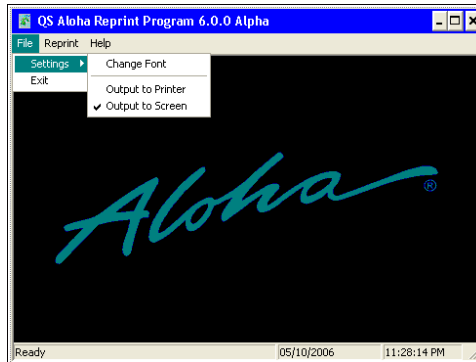 QS Aloha Reprint Program 6.0.0 Alpha
File Reprint Help
Settings Change Font
Exit
Output to Printer
Output to Screen
Aloha®
Ready 05/10/2006 11:28:14 PM